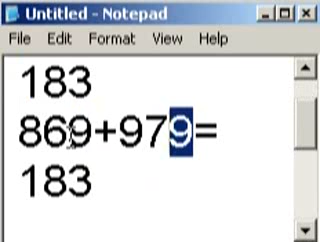 Untitled - Notepad
File Edit Format View Help
183
869+979=
183